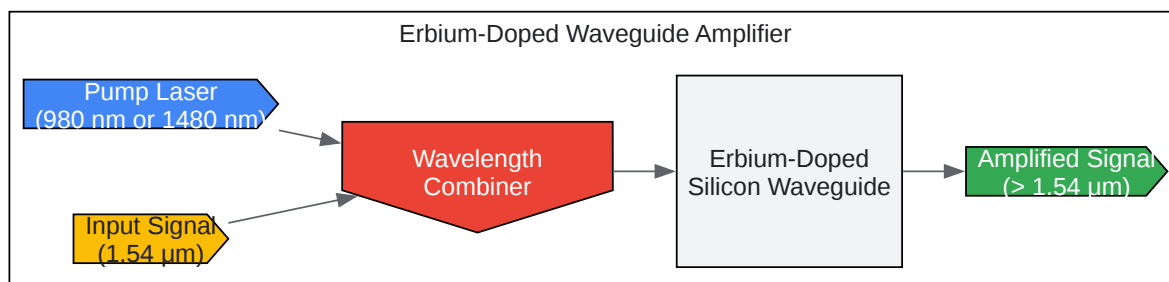 Erbium-Doped Waveguide Amplifier
Pump Laser
(980 nm or 1480 nm)
Input Signal
(1.54 μm)
Wavelength
Combiner
Erbium-Doped
Silicon Waveguide
Amplified Signal
(> 1.54 μm)